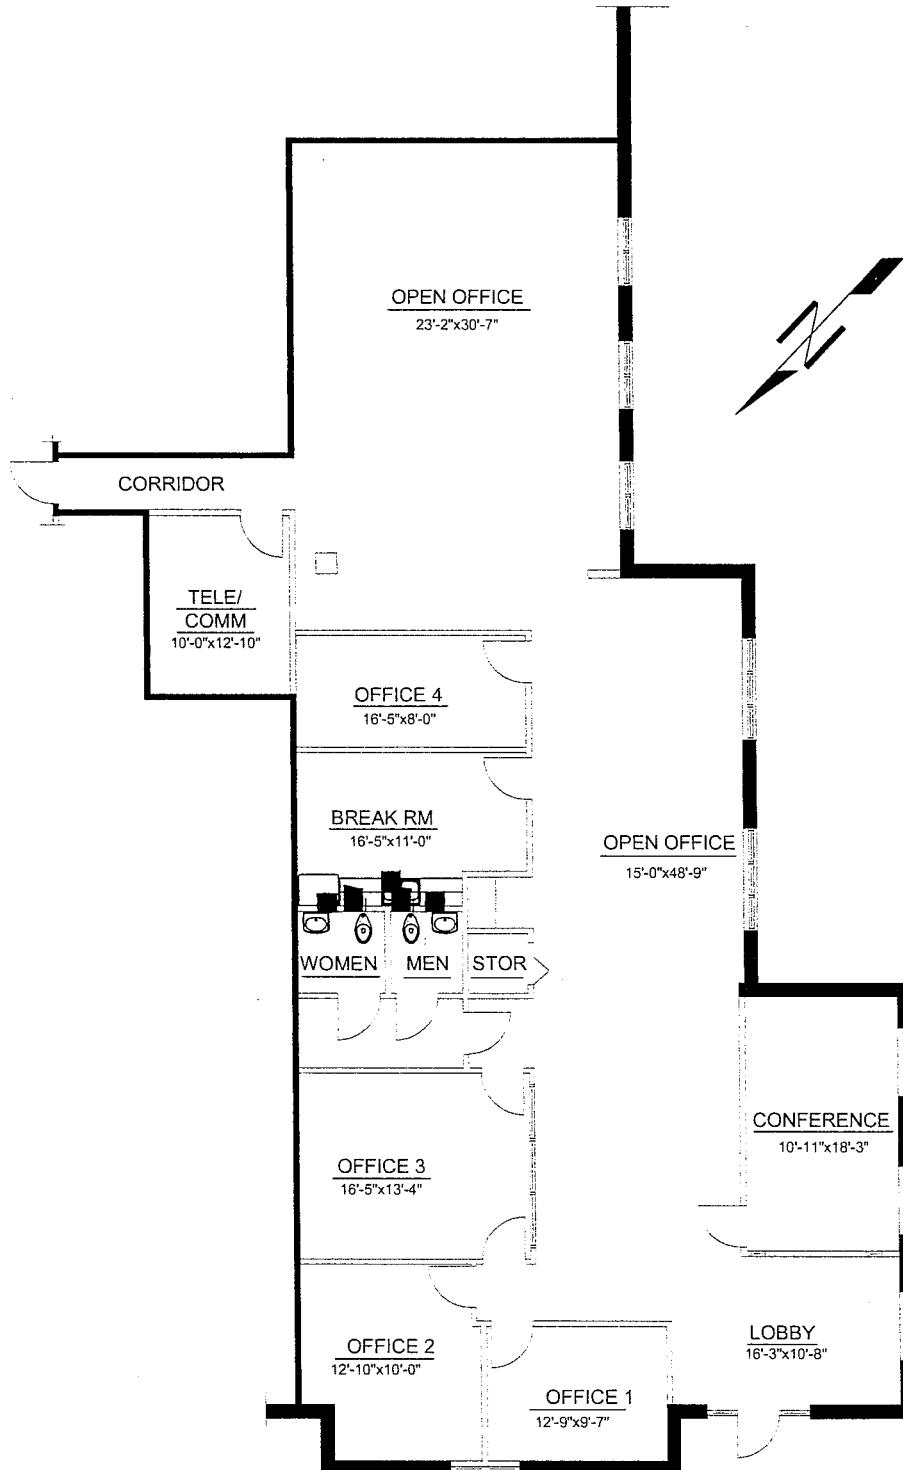 OPEN OFFICE
23'-2"x30'-7"
N
CORRIDOR
TELE/
COMM
10'-0"x12'-10"
OFFICE 4
16'-5"x8'-0"
BREAK RM
16'-5"x11'-0"
OPEN OFFICE
15'-0"x48'-9"
WOMEN
MEN
STOR
CONFERENCE
10'-11"x18'-3"
OFFICE 3
16'-5"x13'-4"
LOBBY
16'-3"x10'-8"
OFFICE 2
12'-10"x10'-0"
OFFICE 1
12'-9"x9'-7"